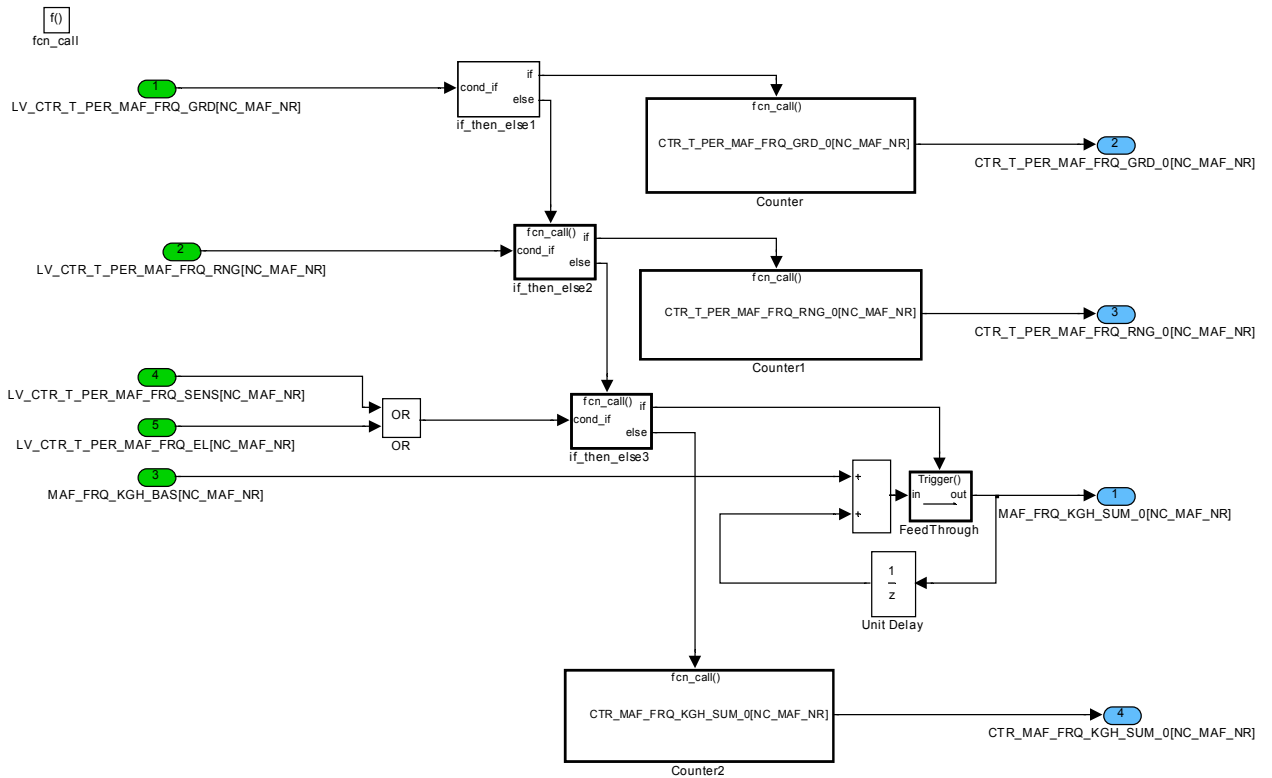 f()
fcn_call
1
LV_CTR_T_PER_MAF_FRQ_GRD[NC_MAF_NR]
cond_if
if
else
if_then_else1
fcn_call()
CTR_T_PER_MAF_FRQ_GRD_0[NC_MAF_NR]
Counter
2
CTR_T_PER_MAF_FRQ_GRD_0[NC_MAF_NR]
2
LV_CTR_T_PER_MAF_FRQ_RNG[NC_MAF_NR]
fcn_call()
cond_if
if
else
if_then_else2
fcn_call()
CTR_T_PER_MAF_FRQ_RNG_0[NC_MAF_NR]
Counter1
3
CTR_T_PER_MAF_FRQ_RNG_0[NC_MAF_NR]
4
LV_CTR_T_PER_MAF_FRQ_SENS[NC_MAF_NR]
5
LV_CTR_T_PER_MAF_FRQ_EL[NC_MAF_NR]
OR
OR
fcn_call()
cond_if
if
else
if_then_else3
3
MAF_FRQ_KGH_BAS[NC_MAF_NR]
+
+
Trigger()
in
out
FeedThrough
1
MAF_FRQ_KGH_SUM_0[NC_MAF_NR]
1
z
Unit Delay
fcn_call()
CTR_MAF_FRQ_KGH_SUM_0[NC_MAF_NR]
Counter2
4
CTR_MAF_FRQ_KGH_SUM_0[NC_MAF_NR]